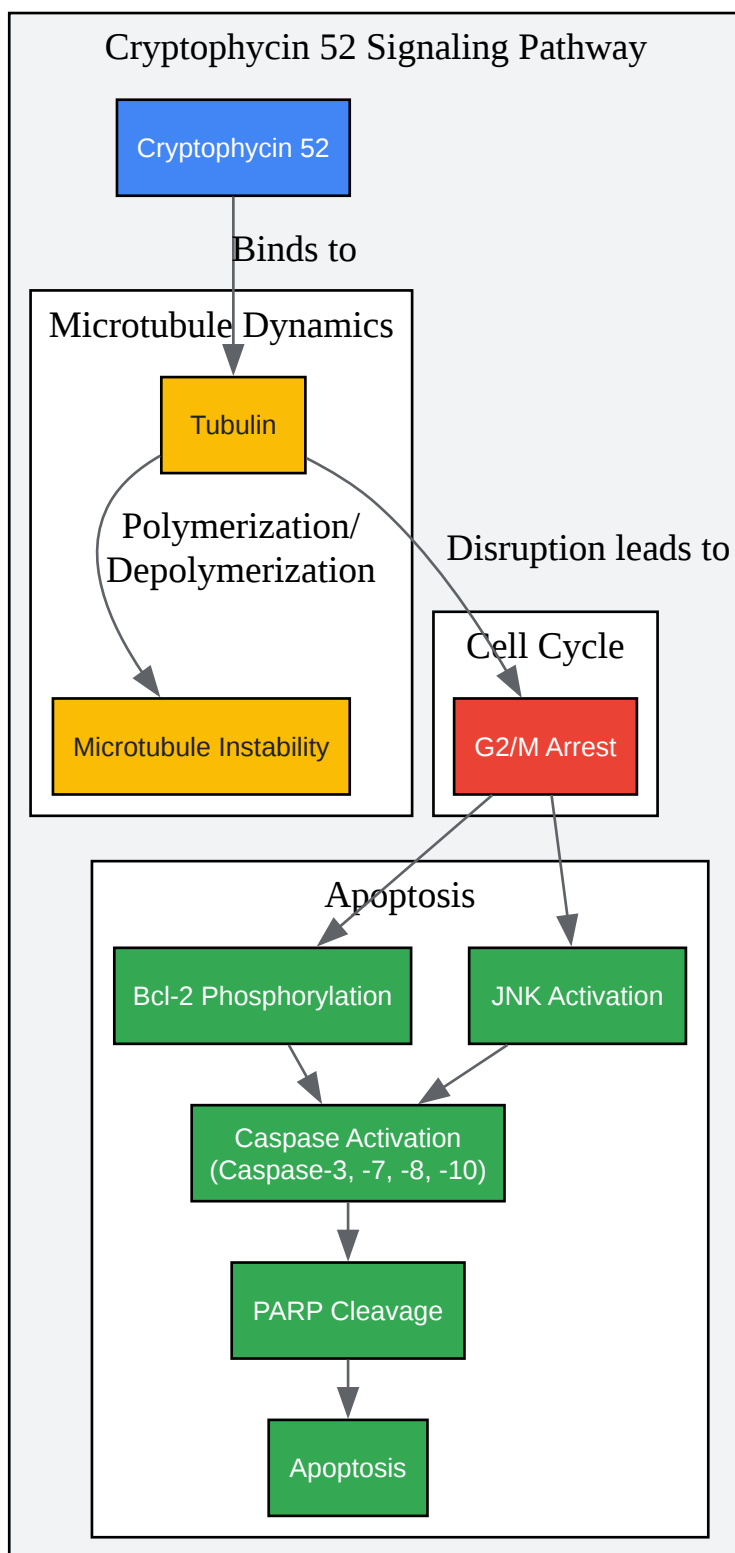 Cryptophycin 52 Signaling Pathway
Cryptophycin 52
Binds to
Microtubule Dynamics
Tubulin
Polymerization/
Depolymerization
Disruption leads to
Cell Cycle
Microtubule Instability
G2/M Arrest
Apoptosis
Bcl-2 Phosphorylation
JNK Activation
Caspase Activation
(Caspase-3, -7, -8, -10)
PARP Cleavage
Apoptosis